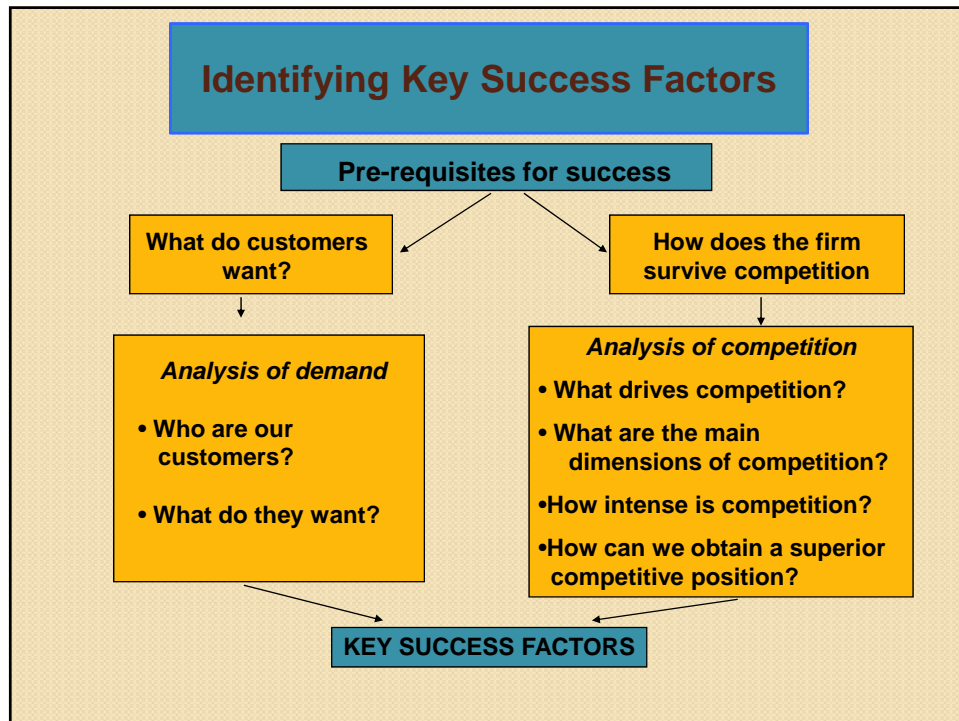 Identifying Key Success Factors
Pre-requisites for success
What do customers
want?
How does the firm
survive competition
Analysis of demand
• Who are our
customers?
• What do they want?
Analysis of competition
• What drives competition?
• What are the main
dimensions of competition?
•How intense is competition?
•How can we obtain a superior
competitive position?
KEY SUCCESS FACTORS